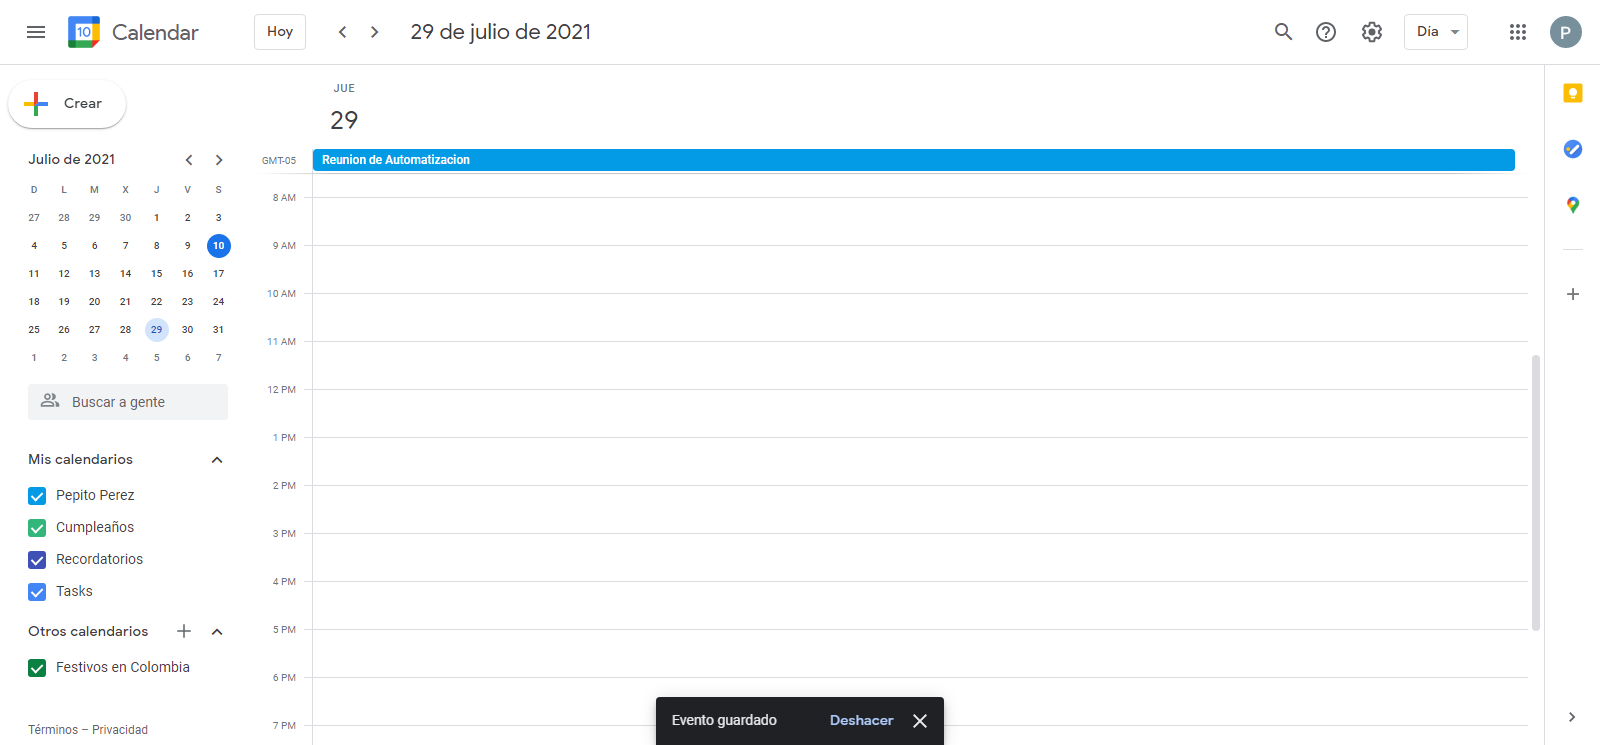 10 Calendar Hoy 29 de julio de 2021 Día P
Crear
JUE
29
Julio de 2021
GMT-05 Reunion de Automatizacion
D L M X J V S
27 28 29 30 1 2 3
4 5 6 7 8 9 10
11 12 13 14 15 16 17
18 19 20 21 22 23 24
25 26 27 28 29 30 31
1 2 3 4 5 6 7
Buscar a gente
Mis calendarios
Pepito Perez
Cumpleaños
Recordatorios
Tasks
Otros calendarios
Festivos en Colombia
Términos – Privacidad
8 AM
9 AM
10 AM
11 AM
12 PM
1 PM
2 PM
3 PM
4 PM
5 PM
6 PM
7 PM
Evento guardado Deshacer